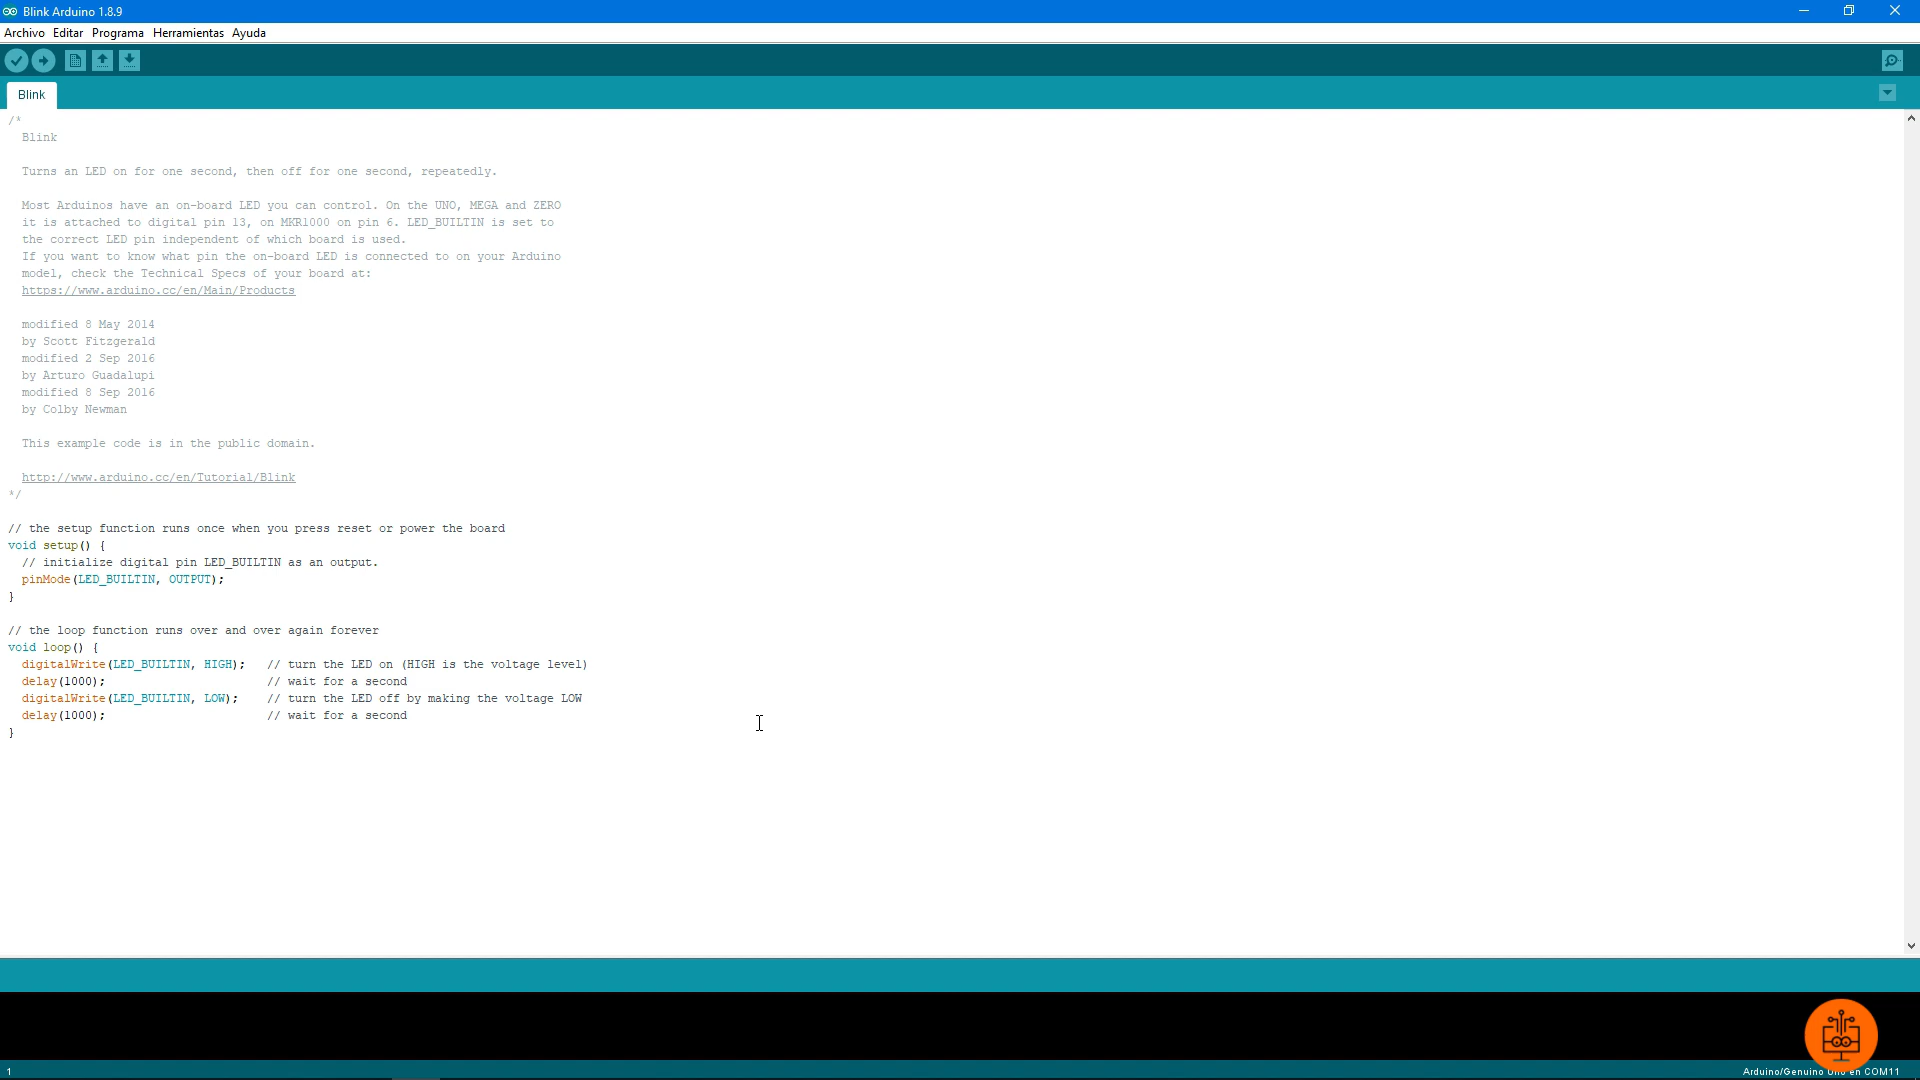 Blink Arduino 1.8.9
Archivo Editar Programa Herramientas Ayuda
Blink
/*
  Blink

  Turns an LED on for one second, then off for one second, repeatedly.

  Most Arduinos have an on-board LED you can control. On the UNO, MEGA and ZERO
  it is attached to digital pin 13, on MKR1000 on pin 6. LED_BUILTIN is set to
  the correct LED pin independent of which board is used.
  If you want to know what pin the on-board LED is connected to on your Arduino
  model, check the Technical Specs of your board at:
  https://www.arduino.cc/en/Main/Products

  modified 8 May 2014
  by Scott Fitzgerald
  modified 2 Sep 2016
  by Arturo Guadalupi
  modified 8 Sep 2016
  by Colby Newman

  This example code is in the public domain.

  http://www.arduino.cc/en/Tutorial/Blink
*/

// the setup function runs once when you press reset or power the board
void setup() {
  // initialize digital pin LED_BUILTIN as an output.
  pinMode(LED_BUILTIN, OUTPUT);
}

// the loop function runs over and over again forever
void loop() {
  digitalWrite(LED_BUILTIN, HIGH);   // turn the LED on (HIGH is the voltage level)
  delay(1000);                       // wait for a second
  digitalWrite(LED_BUILTIN, LOW);    // turn the LED off by making the voltage LOW
  delay(1000);                       // wait for a second
}
1
Arduino/Genuino Uno en COM11